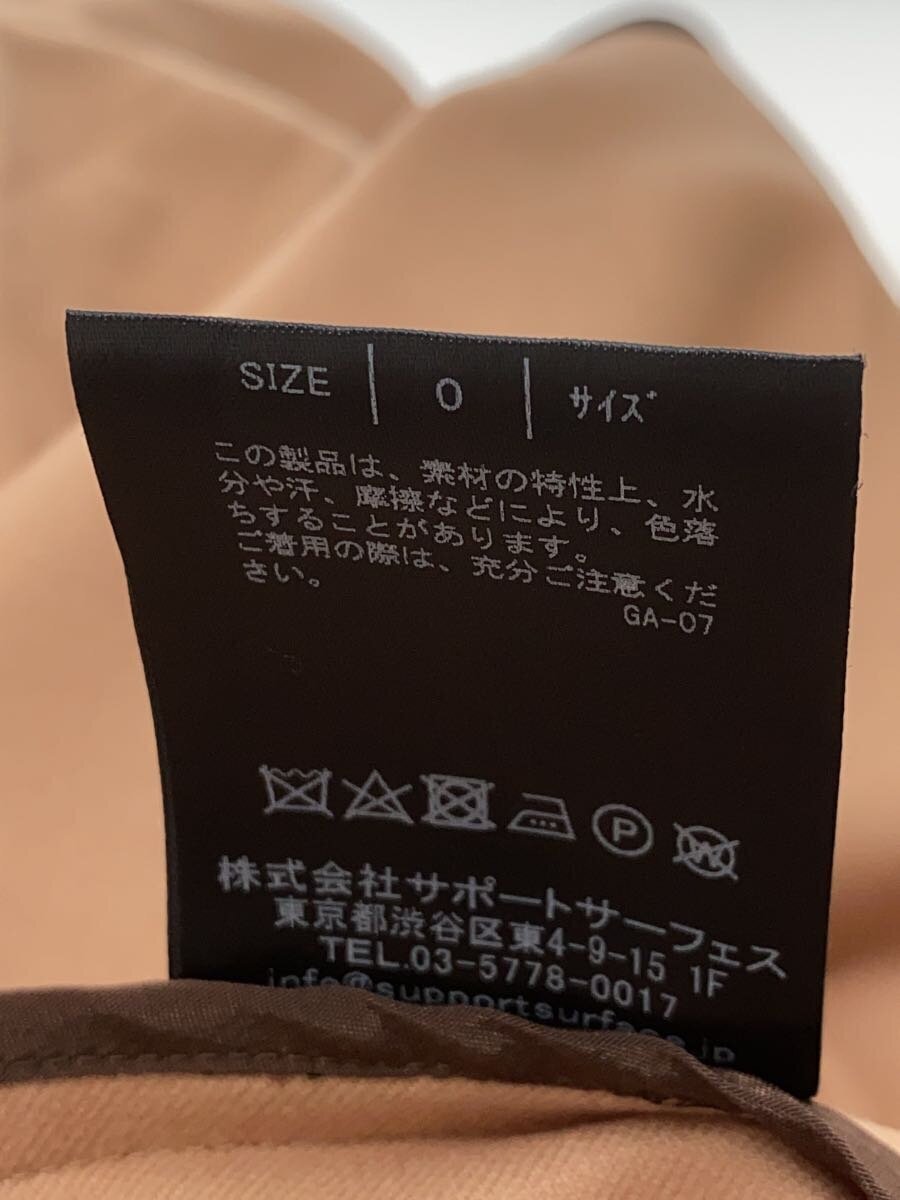 SIZE 0 サイズ
この製品は、素材の特性上、水
分や汗、摩擦などにより、色落
ちすることがあります。
ご着用の際は、充分ご注意くだ
さい。
GA-07
P W
株式会社サポートサーフェス
東京都渋谷区東4-9-15 1F
TEL.03-5778-0017
info@supportsurface.jp